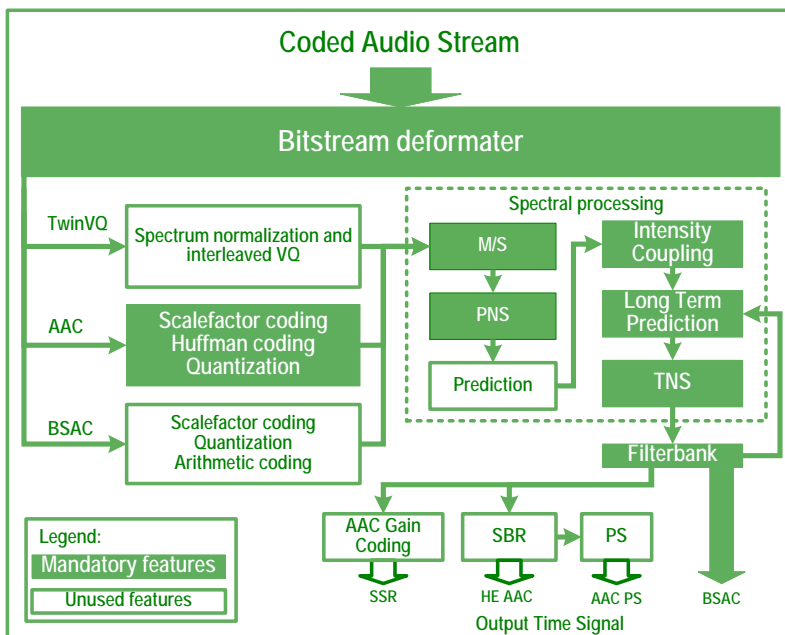 Coded Audio Stream
Bitstream deformater
TwinVQ
Spectrum normalization and
interleaved VQ
AAC
Scalefactor coding
Huffman coding
Quantization
BSAC
Scalefactor coding
Quantization
Arithmetic coding
Spectral processing
M/S
PNS
Prediction
Intensity
Coupling
Long Term
Prediction
TNS
Filterbank
AAC Gain
Coding
SBR
PS
SSR
HE AAC
AAC PS
BSAC
Output Time Signal
Legend:
Mandatory features
Unused features